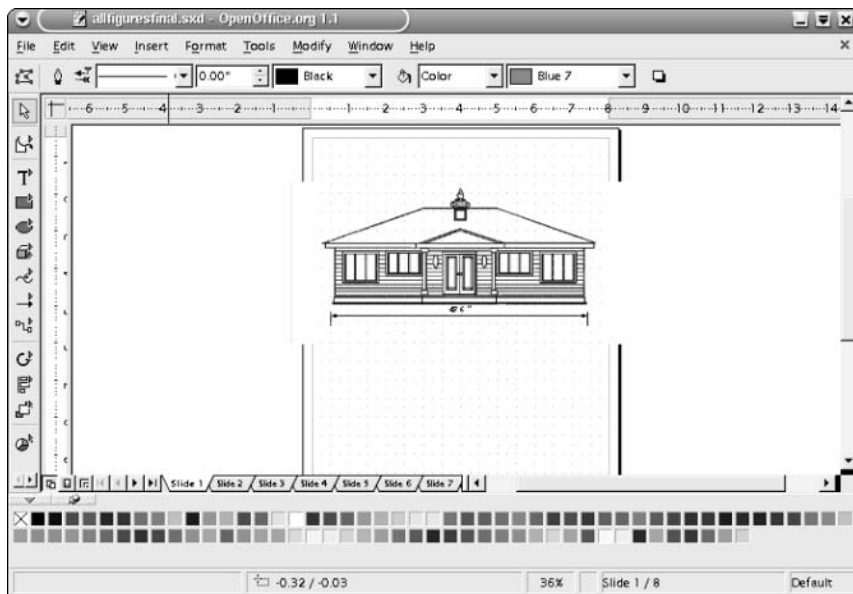 allfiguresfinal.sxd - OpenOffice.org 1.1
File Edit View Insert Format Tools Modify Window Help
0.00" Black Color Blue 7
6 5 4 3 2 1 1 2 3 4 5 6 7 8 9 10 11 12 13 14
Slide 1 Slide 2 Slide 3 Slide 4 Slide 5 Slide 6 Slide 7
-0.32 / -0.03 36% Slide 1 / 8 Default